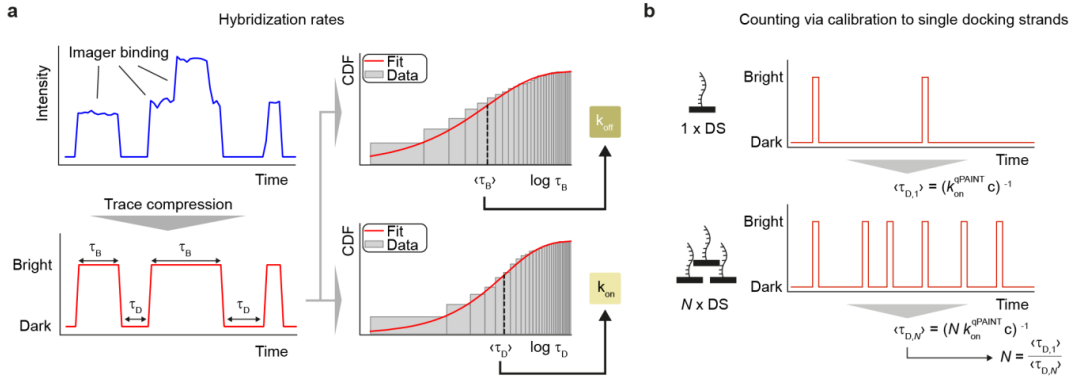 a
Hybridization rates
Imager binding
Intensity
Time
Trace compression
τB
τB
Bright
τD
τD
Dark
Time
CDF
Fit
Data
⟨τB⟩
log τB
koff
CDF
Fit
Data
⟨τD⟩
log τD
kon
b
Counting via calibration to single docking strands
1 x DS
Bright
Dark
Time
⟨τD,1⟩ = (k on qPAINT c) -1
N x DS
Bright
Dark
Time
⟨τD,N⟩ = (N k on qPAINT c) -1
N = ⟨τD,1⟩ / ⟨τD,N⟩